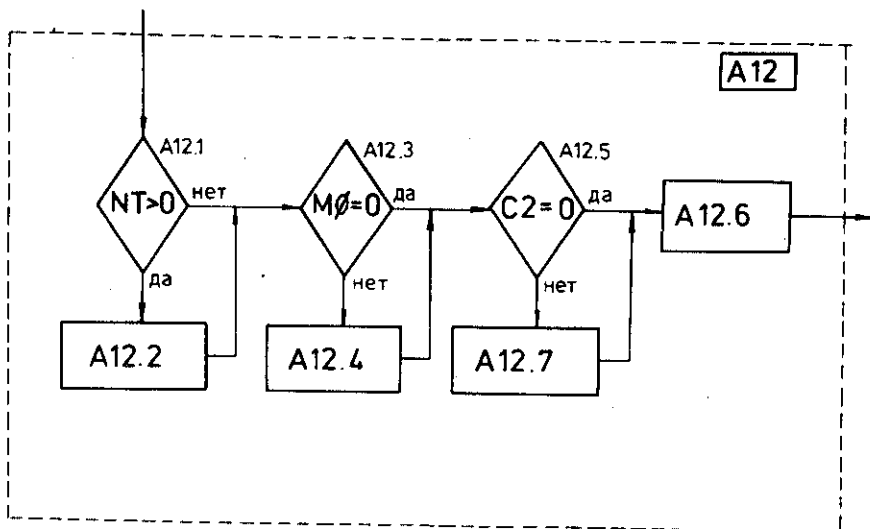 A12
A12.1
NT>0
нет
да
A12.2
A12.3
MØ=0
да
нет
A12.4
A12.5
C2=0
да
нет
A12.7
A12.6